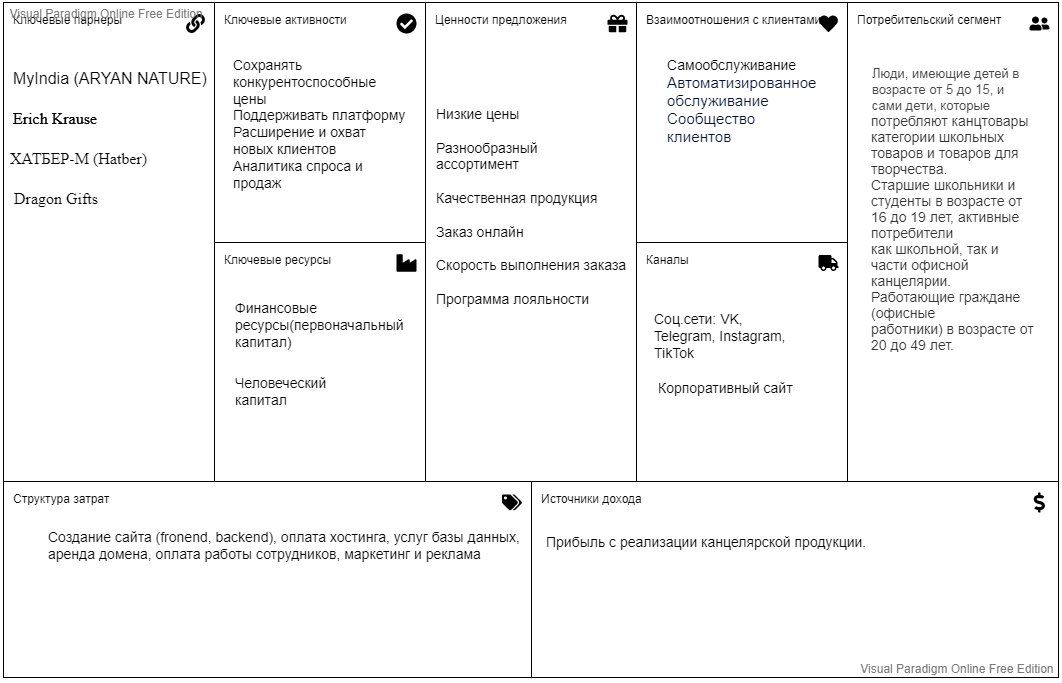 Visual Paradigm Online Free Edition
Ключевые парнеры
MyIndia (ARYAN NATURE)
Erich Krause
ХАТБЕР-М (Hatber)
Dragon Gifts
Ключевые активности
Сохранять
конкурентоспособные
цены
Поддерживать платформу
Расширение и охват
новых клиентов
Аналитика спроса и
продаж
Ключевые ресурсы
Финансовые
ресурсы(первоначальный
капитал)
Человеческий
капитал
Ценности предложения
Низкие цены
Разнообразный
ассортимент
Качественная продукция
Заказ онлайн
Скорость выполнения заказа
Программа лояльности
Взаимоотношения с клиентами
Самообслуживание
Автоматизированное
обслуживание
Сообщество
клиентов
Каналы
Соц.сети: VK,
Telegram, Instagram,
TikTok
Корпоративный сайт
Потребительский сегмент
Люди, имеющие детей в
возрасте от 5 до 15, и
сами дети, которые
потребляют канцтовары
категории школьных
товаров и товаров для
творчества.
Старшие школьники и
студенты в возрасте от
16 до 19 лет, активные
потребители
как школьной, так и
части офисной
канцелярии.
Работающие граждане
(офисные
работники) в возрасте от
20 до 49 лет.
Структура затрат
Создание сайта (fronend, backend), оплата хостинга, услуг базы данных,
аренда домена, оплата работы сотрудников, маркетинг и реклама
Источники дохода
Прибыль с реализации канцелярской продукции.
Visual Paradigm Online Free Edition